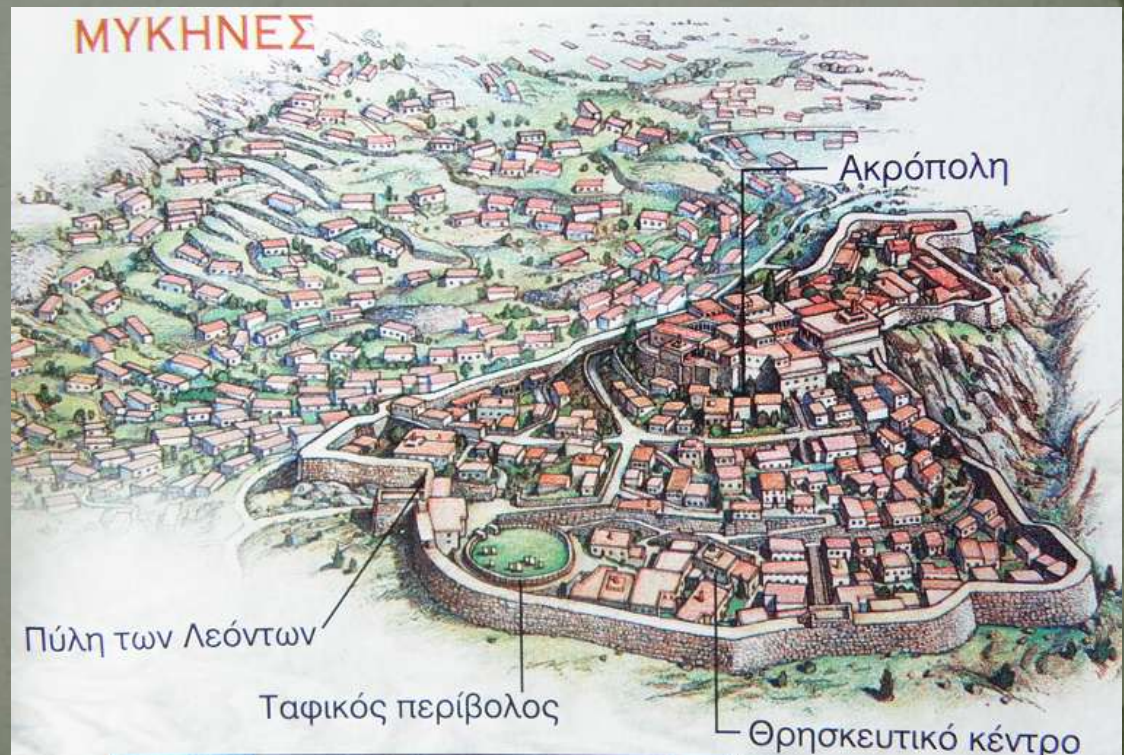 ΜΥΚΗΝΕΣ
Ακρόπολη
Πύλη των Λεόντων
Ταφικός περίβολος
Θρησκευτικό κέντρο